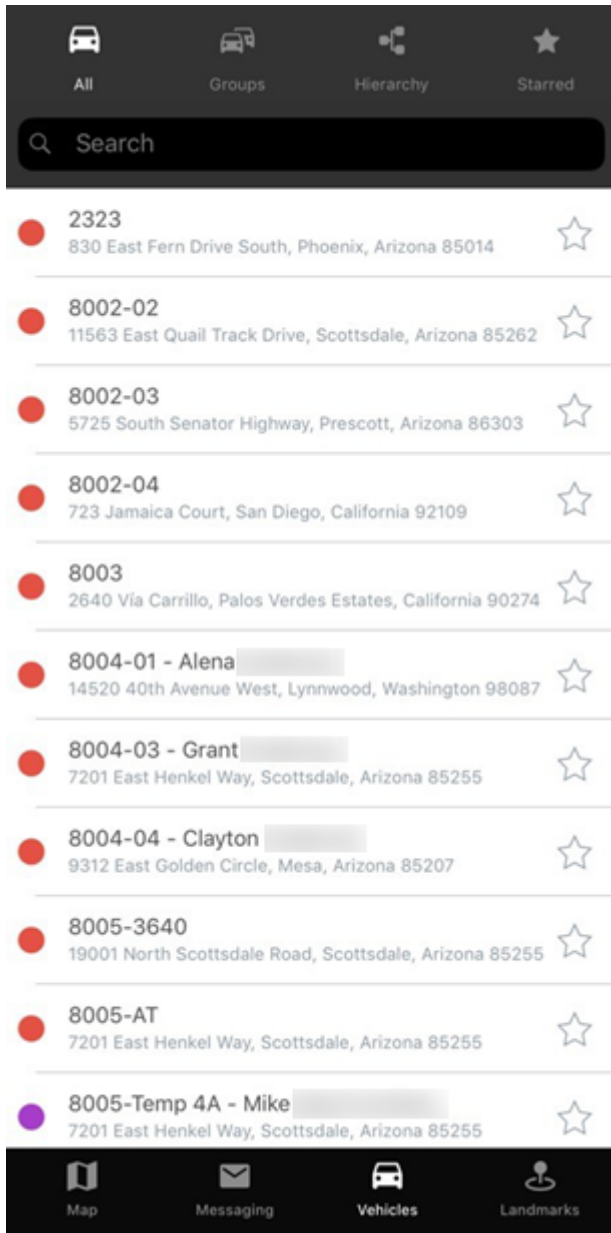 All Groups Hierarchy Starred
Search
2323
830 East Fern Drive South, Phoenix, Arizona 85014
8002-02
11563 East Quail Track Drive, Scottsdale, Arizona 85262
8002-03
5725 South Senator Highway, Prescott, Arizona 86303
8002-04
723 Jamaica Court, San Diego, California 92109
8003
2640 Vía Carrillo, Palos Verdes Estates, California 90274
8004-01 - Alena
14520 40th Avenue West, Lynnwood, Washington 98087
8004-03 - Grant
7201 East Henkel Way, Scottsdale, Arizona 85255
8004-04 - Clayton
9312 East Golden Circle, Mesa, Arizona 85207
8005-3640
19001 North Scottsdale Road, Scottsdale, Arizona 85255
8005-AT
7201 East Henkel Way, Scottsdale, Arizona 85255
8005-Temp 4A - Mike
7201 East Henkel Way, Scottsdale, Arizona 85255
Map Messaging Vehicles Landmarks